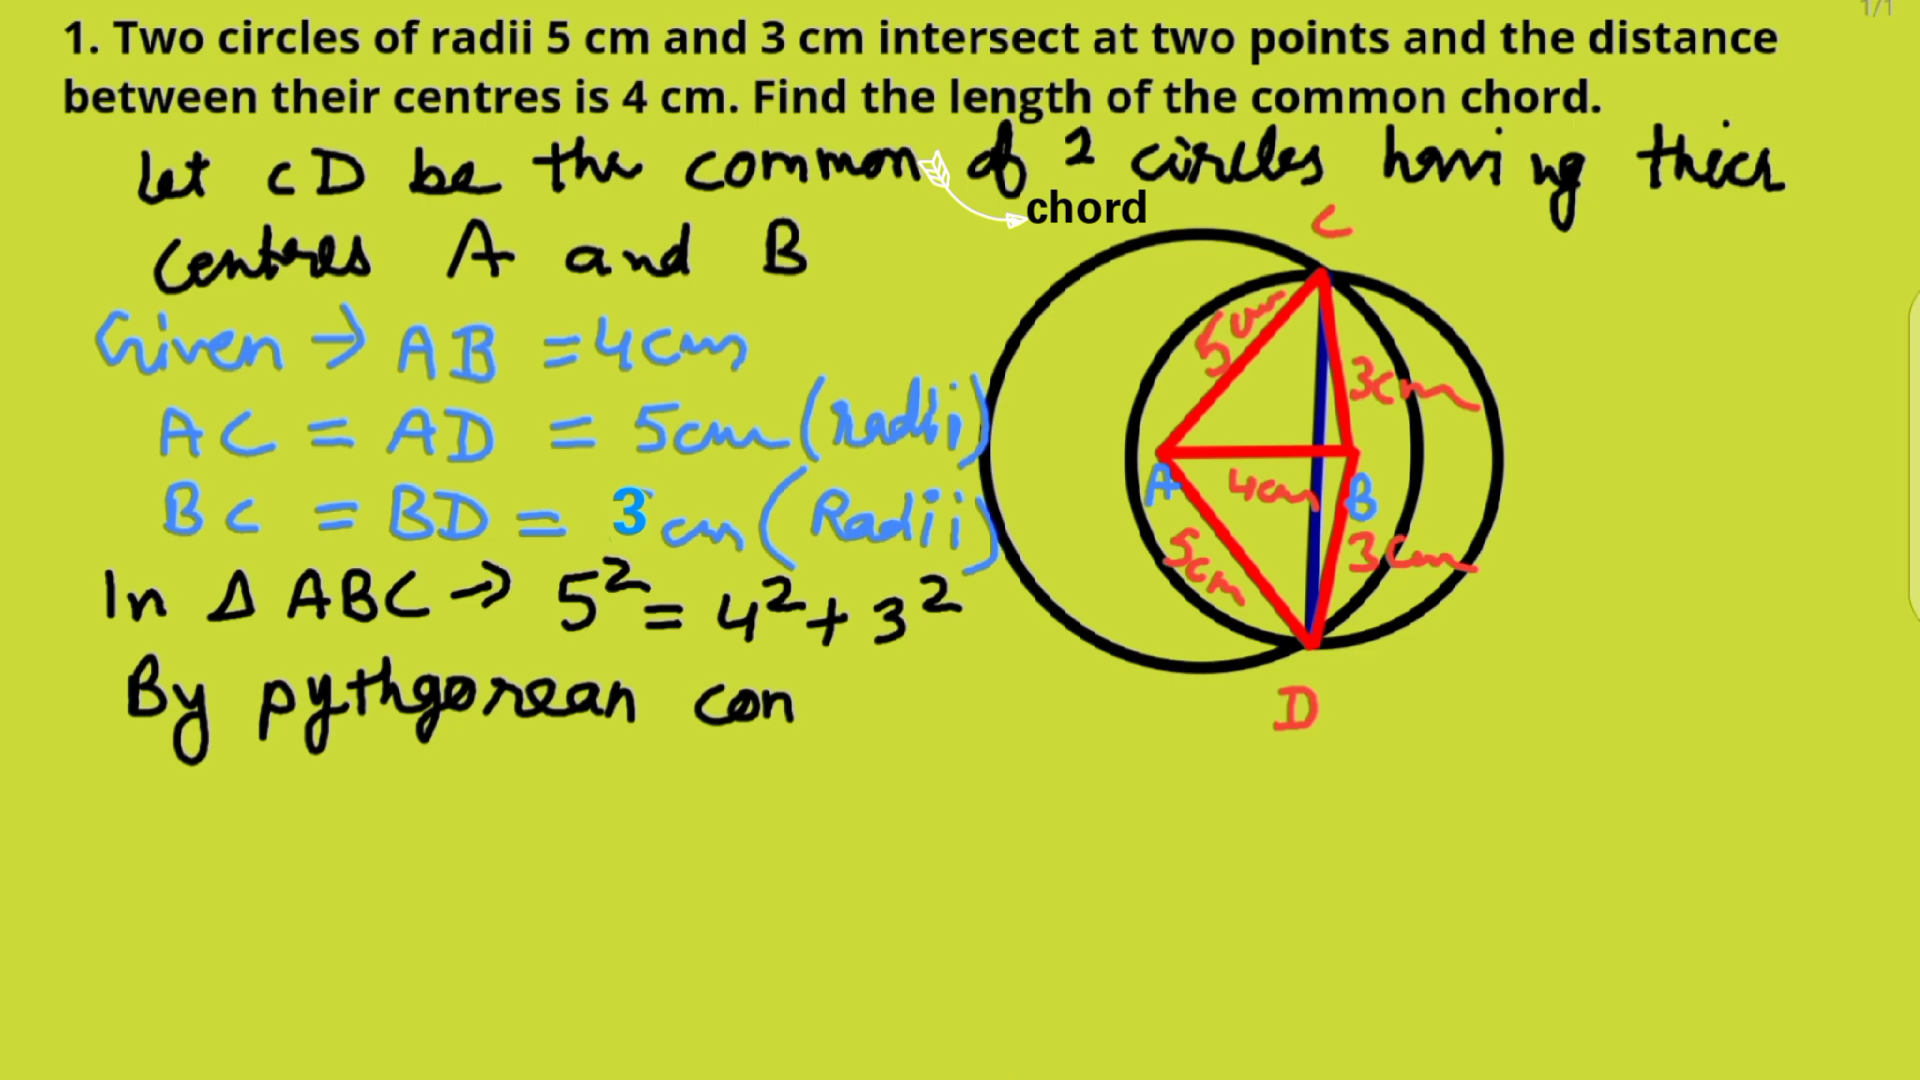 1/1
1. Two circles of radii 5 cm and 3 cm intersect at two points and the distance
between their centres is 4 cm. Find the length of the common chord.
Let CD be the common of 2 circles having their
chord
centres A and B
Given → AB = 4cm
AC = AD = 5cm (radii)
BC = BD = 3 cm (Radii)
In Δ ABC → 5² = 4² + 3²
By pythgorean con
C
5cm
3cm
A
4cm
B
5cm
3cm
D